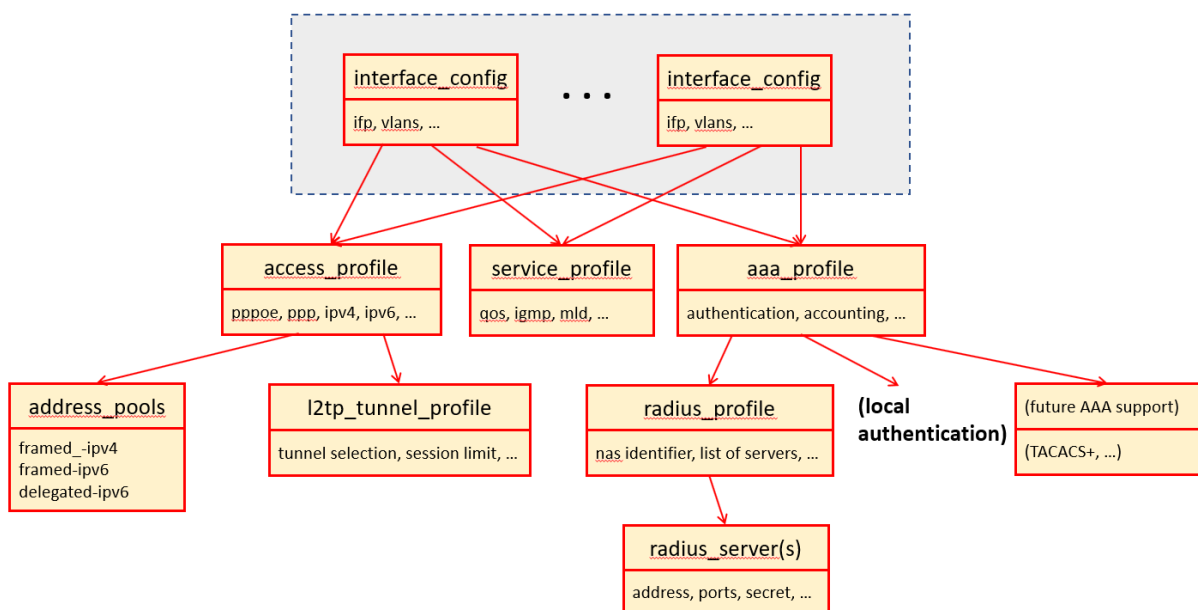 interface_config
ifp, vlans, ...
. . .
interface_config
ifp, vlans, ...
access_profile
pppoe, ppp, ipv4, ipv6, ...
service_profile
qos, igmp, mld, ...
aaa_profile
authentication, accounting, ...
address_pools
framed_-ipv4
framed-ipv6
delegated-ipv6
l2tp_tunnel_profile
tunnel selection, session limit, ...
radius_profile
nas identifier, list of servers, ...
(local
authentication)
(future AAA support)
(TACACS+, ...)
radius_server(s)
address, ports, secret, ...